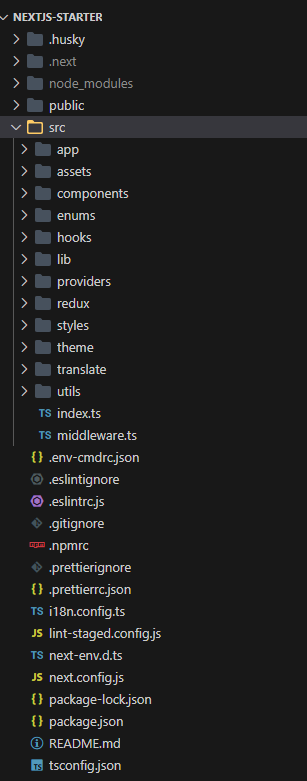 NEXTJS-STARTER
.husky
.next
node_modules
public
src
app
assets
components
enums
hooks
lib
providers
redux
styles
theme
translate
utils
TS index.ts
TS middleware.ts
{} .env-cmdrc.json
.eslintignore
.eslintrc.js
.gitignore
npm .npmrc
.prettierignore
{} .prettierrc.json
TS i18n.config.ts
JS lint-staged.config.js
TS next-env.d.ts
JS next.config.js
{} package-lock.json
{} package.json
README.md
TS tsconfig.json